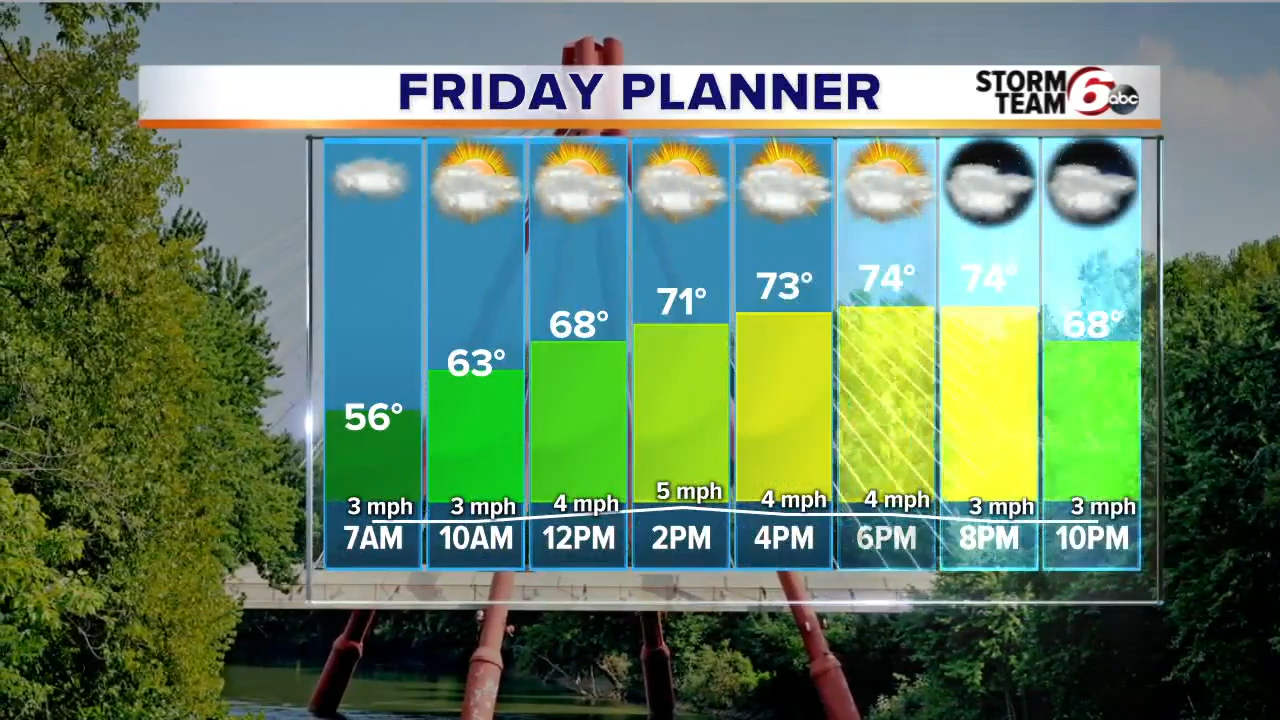 FRIDAY PLANNER
STORM
TEAM 6 abc
56° 63° 68° 71° 73° 74° 74° 68°
3 mph 3 mph 4 mph 5 mph 4 mph 4 mph 3 mph 3 mph
7AM 10AM 12PM 2PM 4PM 6PM 8PM 10PM